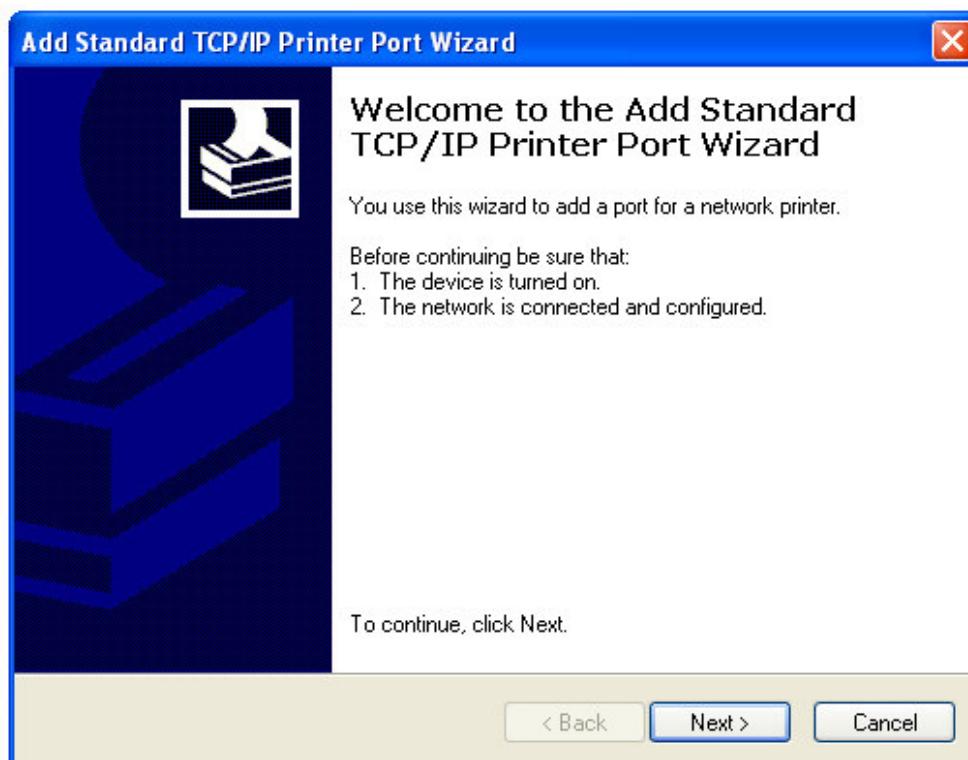 Add Standard TCP/IP Printer Port Wizard
Welcome to the Add Standard
TCP/IP Printer Port Wizard
You use this wizard to add a port for a network printer.
Before continuing be sure that:
1. The device is turned on.
2. The network is connected and configured.
To continue, click Next.
< Back
Next >
Cancel